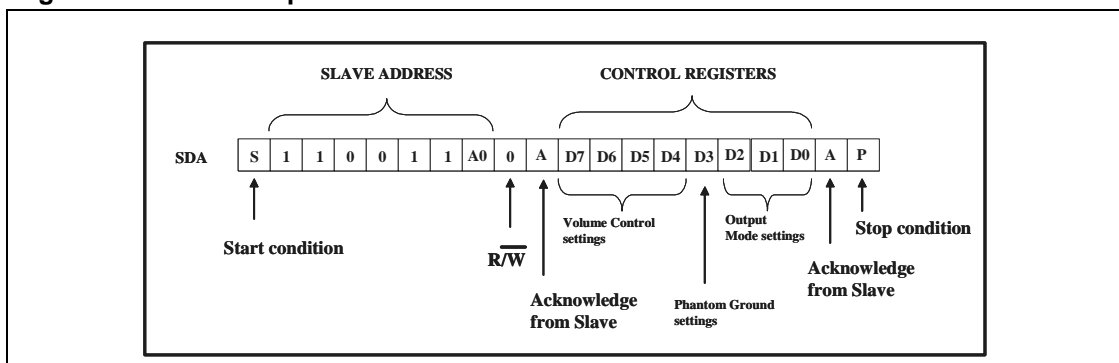 SLAVE ADDRESS CONTROL REGISTERS
SDA S 1 1 0 0 1 1 A0 0 A D7 D6 D5 D4 D3 D2 D1 D0 A P
Volume Control
settings
Output
Mode settings
Start condition
R/W
Stop condition
Acknowledge
from Slave
Phantom Ground
settings
Acknowledge
from Slave